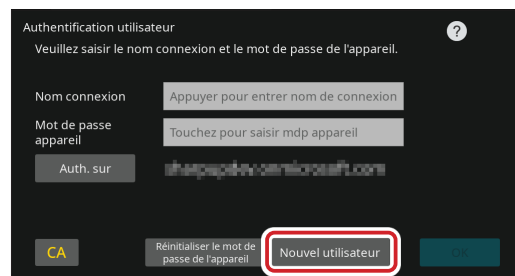 Authentification utilisateur
?
Veuillez saisir le nom connexion et le mot de passe de l'appareil.
Nom connexion
Appuyer pour entrer nom de connexion
Mot de passe
appareil
Touchez pour saisir mdp appareil
Auth. sur
CA
Réinitialiser le mot de
passe de l'appareil
Nouvel utilisateur
OK